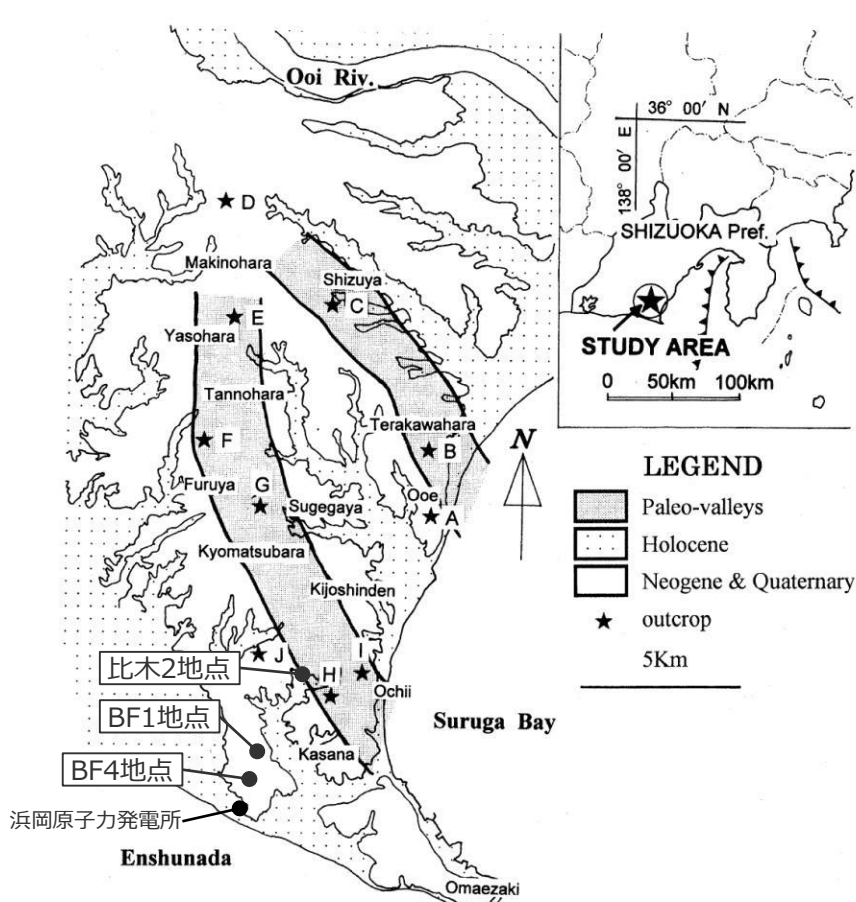 Ooi Riv.
36° 00′ N
138° 00′ E
SHIZUOKA Pref.
STUDY AREA
0 50km 100km
D
Makinohara
Shizuya
C
E
Yasohara
Tannohara
Terakawahara
F
B
N
G
Furuya
Sugegaya
Ooe
A
Kyomatsubara
Kijoshinden
LEGEND
Paleo-valleys
Holocene
Neogene & Quaternary
outcrop
5Km
J
I
比木2地点
H
Ochii
BF1地点
Suruga Bay
Kasana
BF4地点
浜岡原子力発電所
Enshunada
Omaezaki